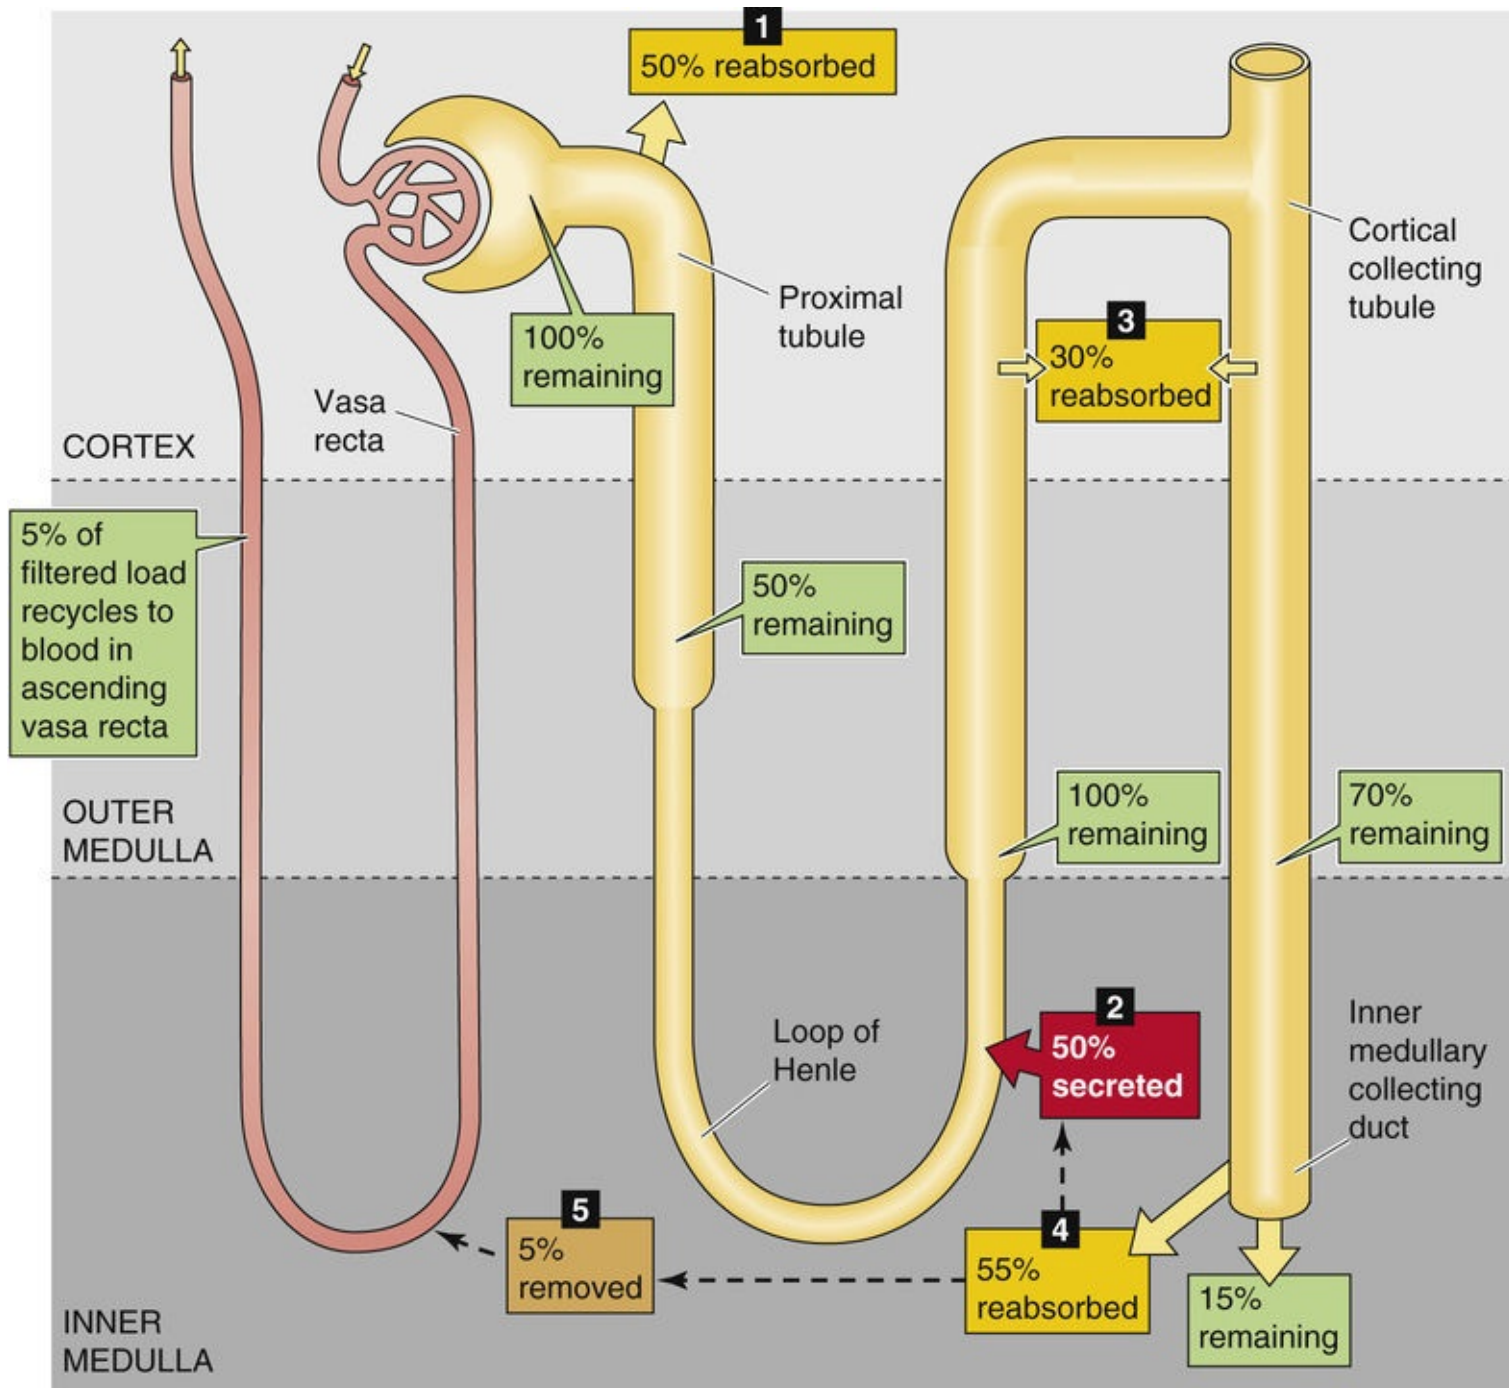 1
50% reabsorbed
Proximal
tubule
Cortical
collecting
tubule
100%
remaining
3
30%
reabsorbed
Vasa
recta
CORTEX
5% of
filtered load
recycles to
blood in
ascending
vasa recta
50%
remaining
100%
remaining
70%
remaining
OUTER
MEDULLA
Loop of
Henle
2
50%
secreted
Inner
medullary
collecting
duct
5
5%
removed
4
55%
reabsorbed
15%
remaining
INNER
MEDULLA